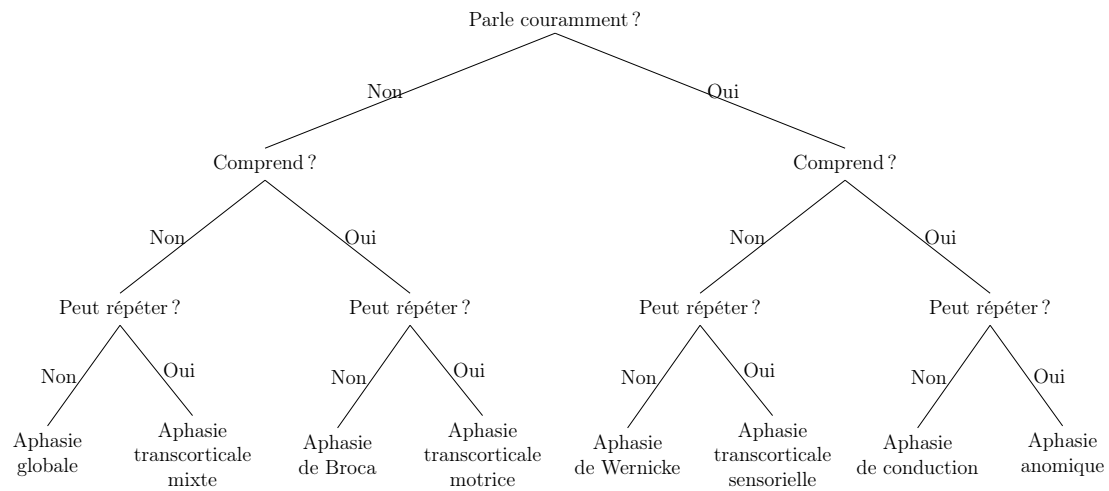 Parle couramment ?
Non
Oui
Comprend ?
Comprend ?
Non
Oui
Non
Oui
Peut répéter ?
Peut répéter ?
Peut répéter ?
Peut répéter ?
Non
Oui
Non
Oui
Non
Oui
Non
Oui
Aphasie
globale
Aphasie
transcorticale
mixte
Aphasie
de Broca
Aphasie
transcorticale
motrice
Aphasie
de Wernicke
Aphasie
transcorticale
sensorielle
Aphasie
de conduction
Aphasie
anomique